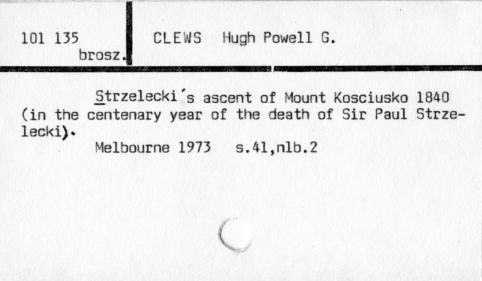 101 135 CLEWS Hugh Powell G.
brosz.
Strzelecki´s ascent of Mount Kosciusko 1840
(in the centenary year of the death of Sir Paul Strze-
lecki).
Melbourne 1973 s.41,nlb.2